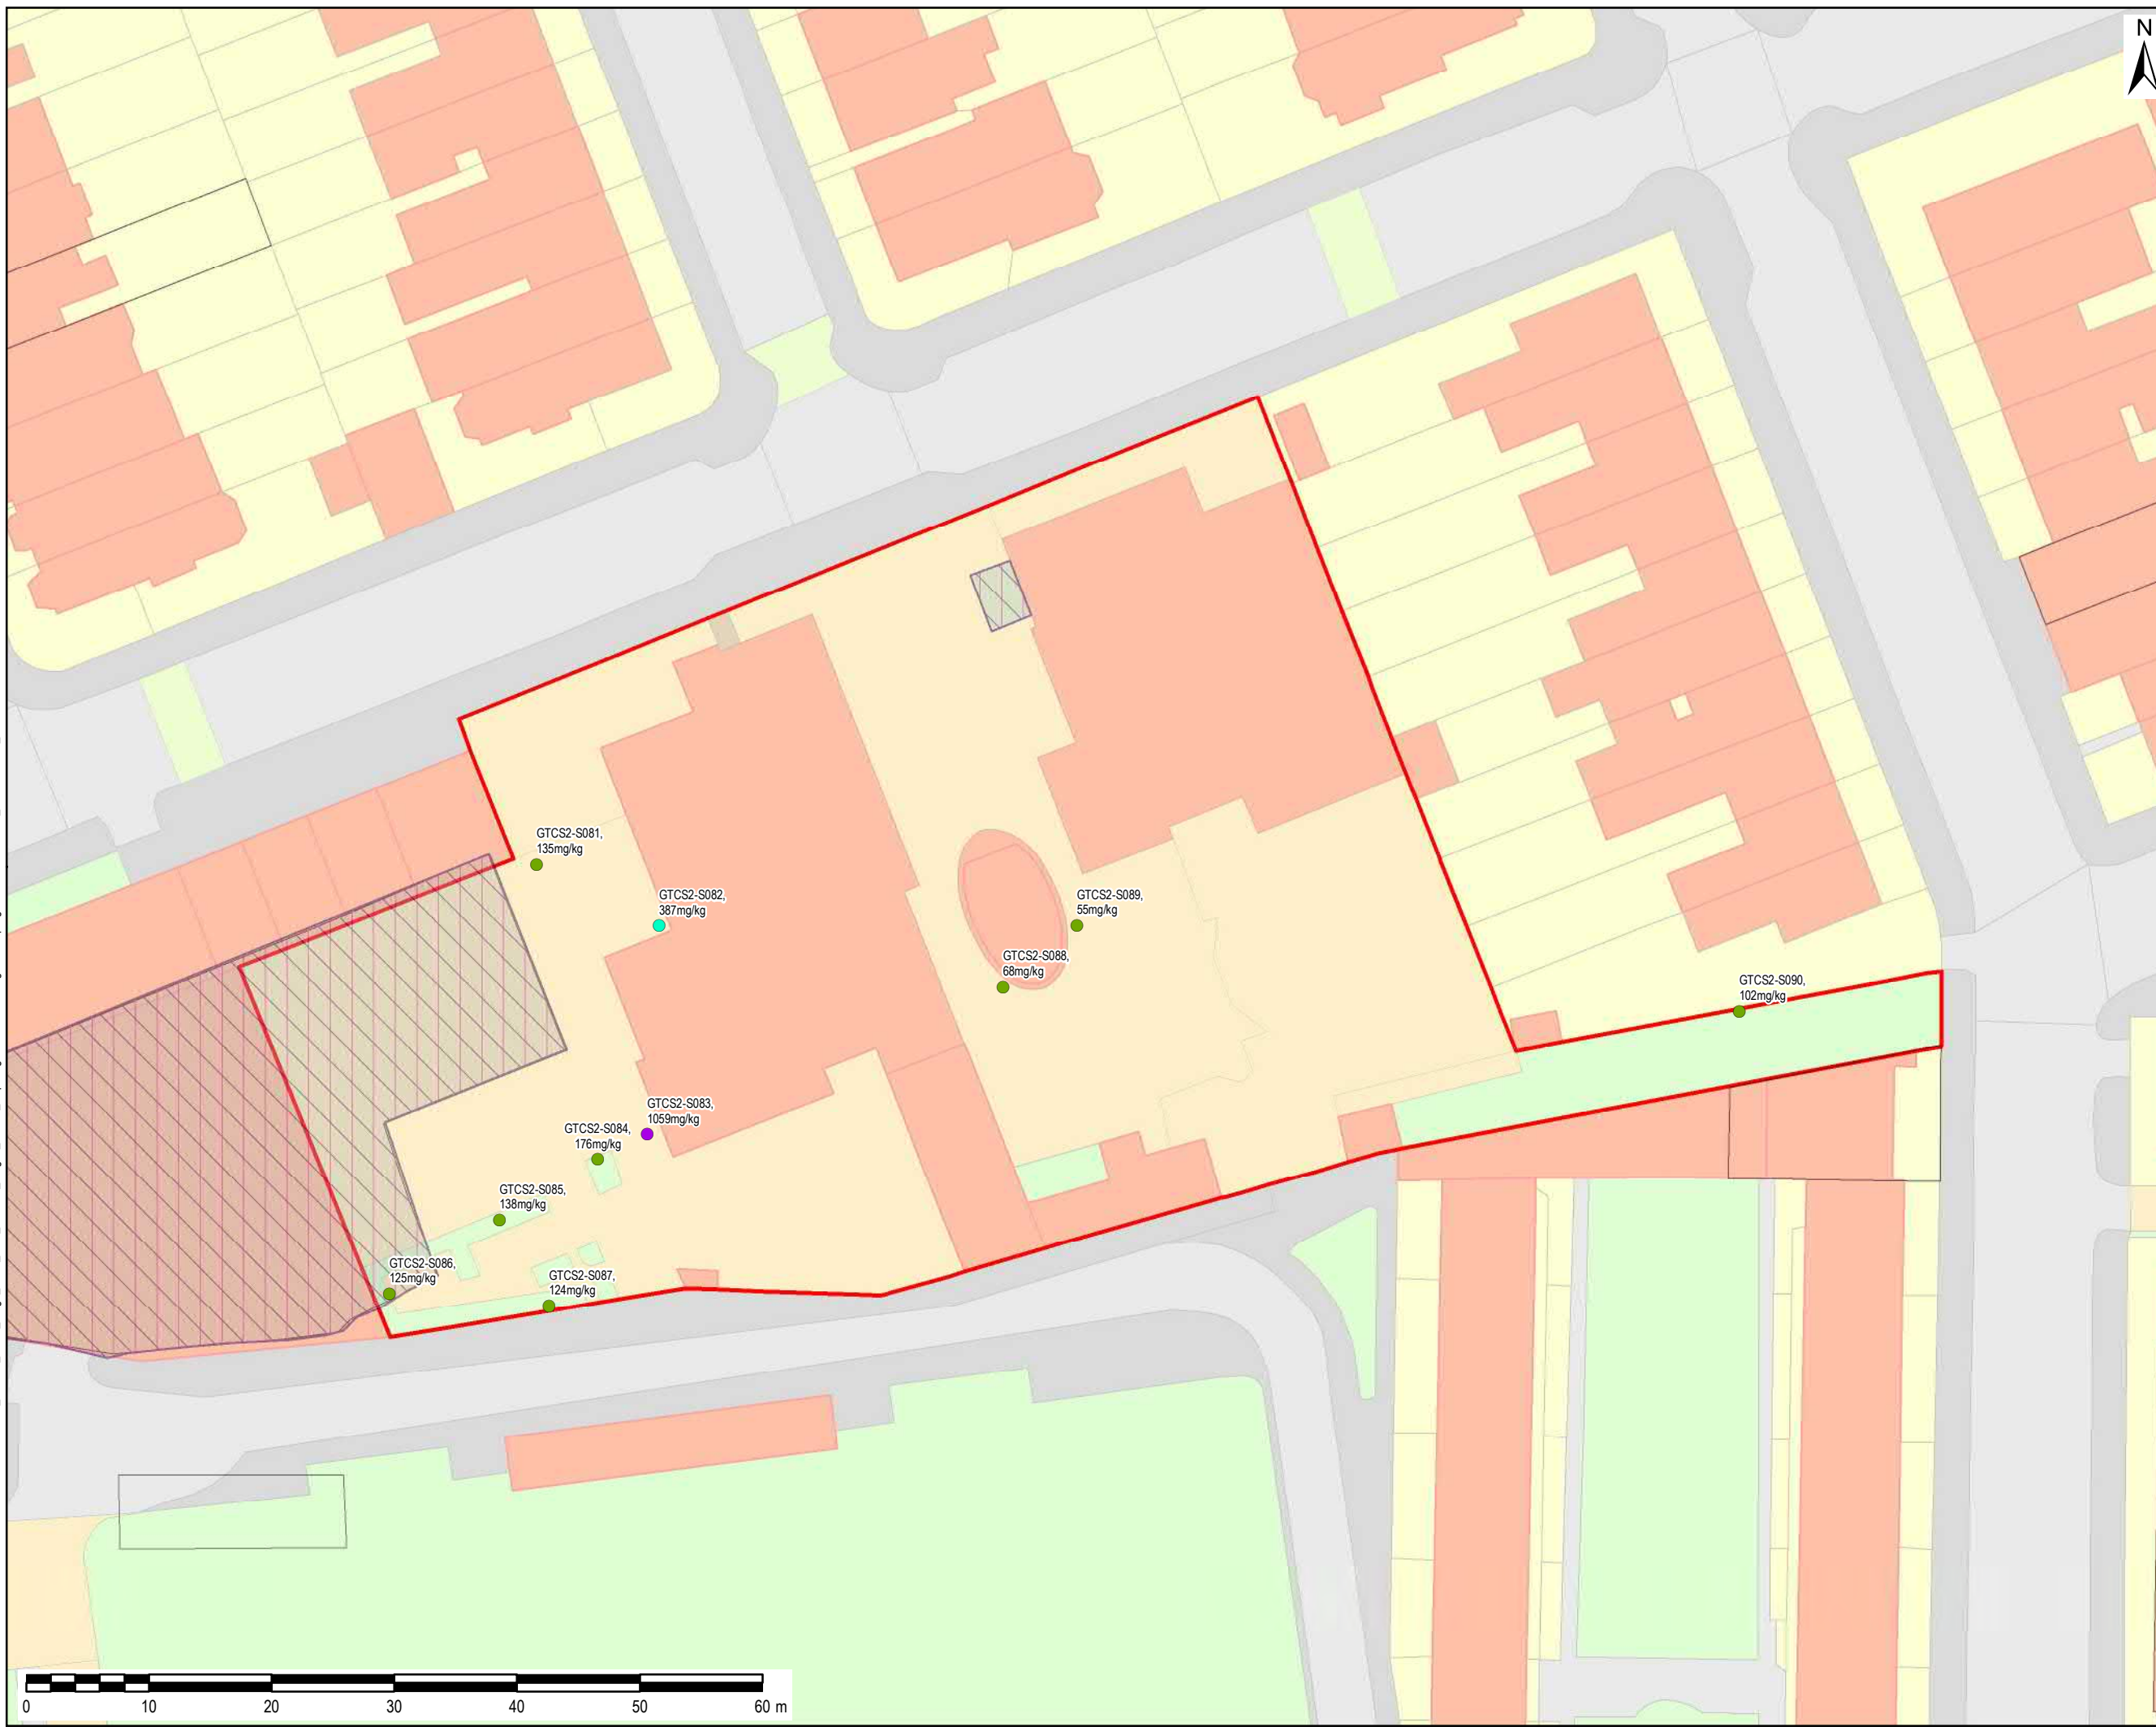 N
GTCS2-S081,
135mg/kg
GTCS2-S082,
387mg/kg
GTCS2-S089,
55mg/kg
GTCS2-S088,
68mg/kg
GTCS2-S090,
102mg/kg
GTCS2-S083,
1059mg/kg
GTCS2-S084,
176mg/kg
GTCS2-S085,
138mg/kg
GTCS2-S086,
125mg/kg
GTCS2-S087,
124mg/kg
0 10 20 30 40 50 60 m